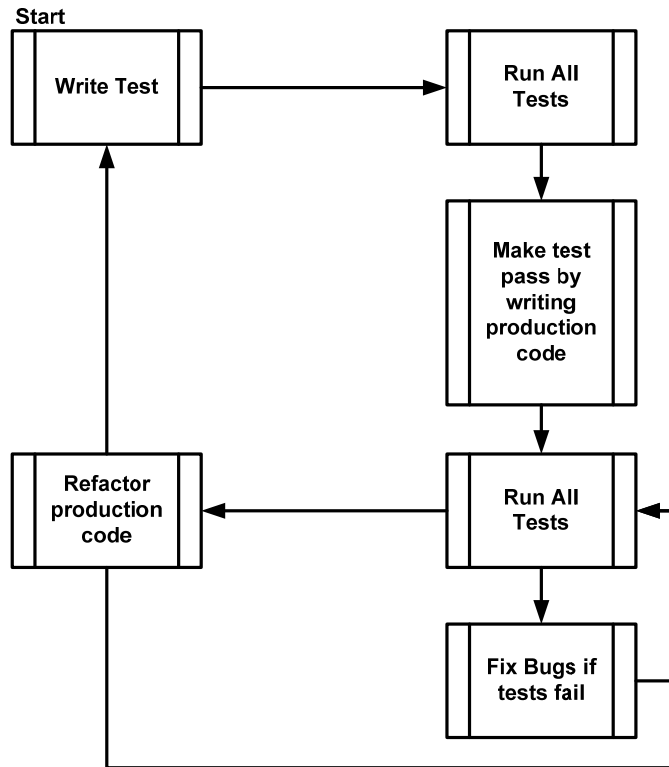 Start
Write Test
Run All
Tests
Make test
pass by
writing
production
code
Refactor
production
code
Run All
Tests
Fix Bugs if
tests fail